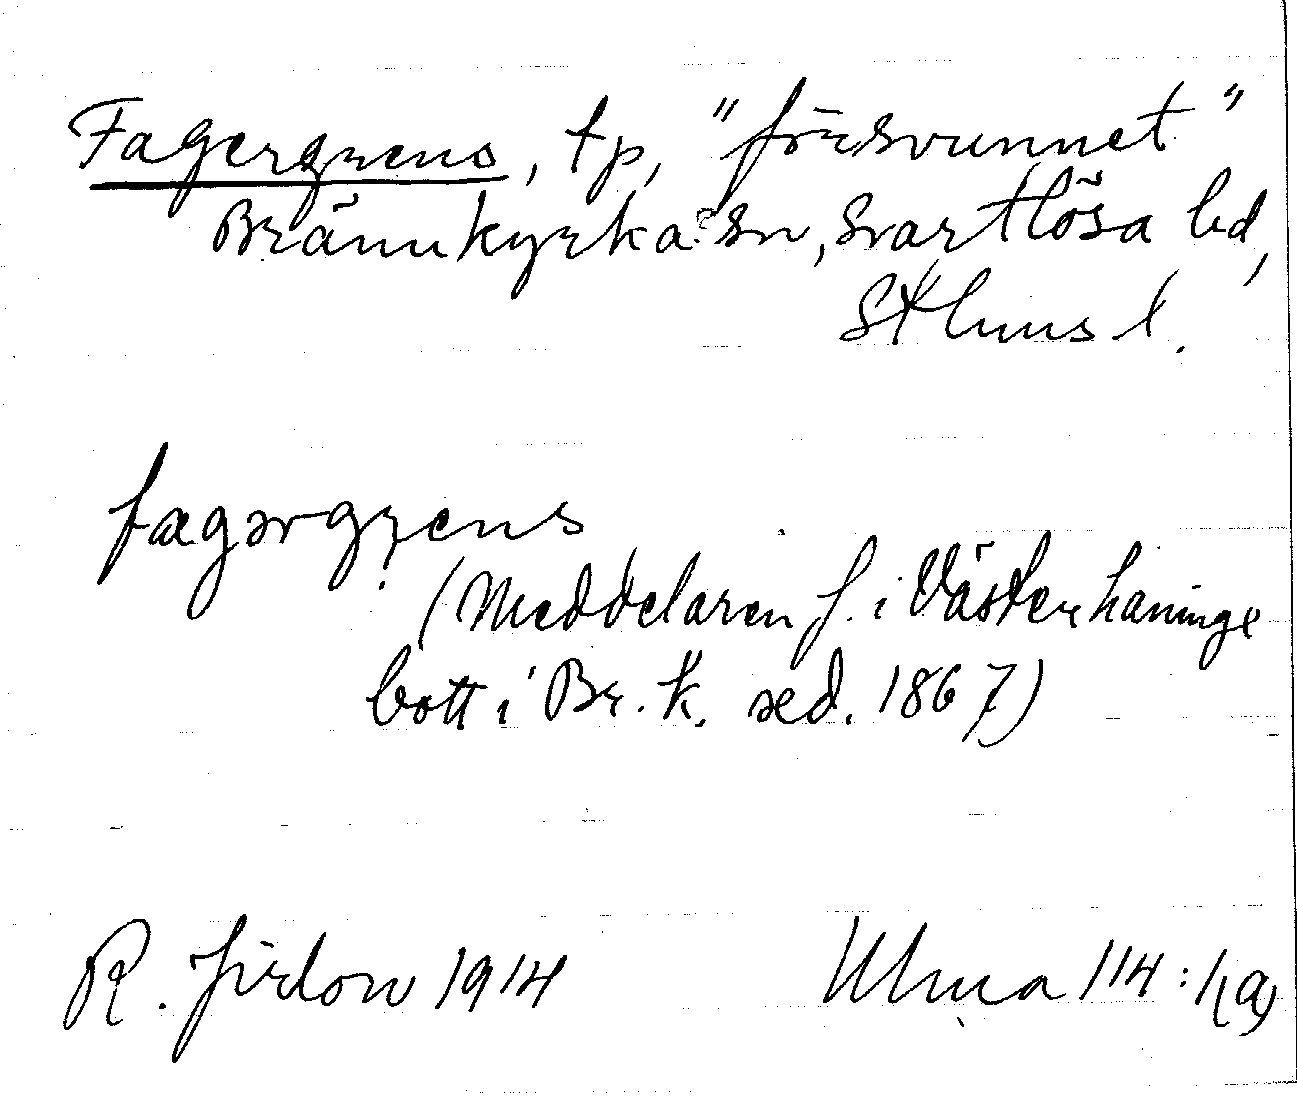 Fagergrens, tp, "försvunnet"
Brännkyrka sn, Svartlösa hd,
Sthlms l.
fagərgrens
(Meddelaren f. i Västerhaninge
bott i Br.k. sed. 1867)
R. Jirlow 1914 Ulma 114: